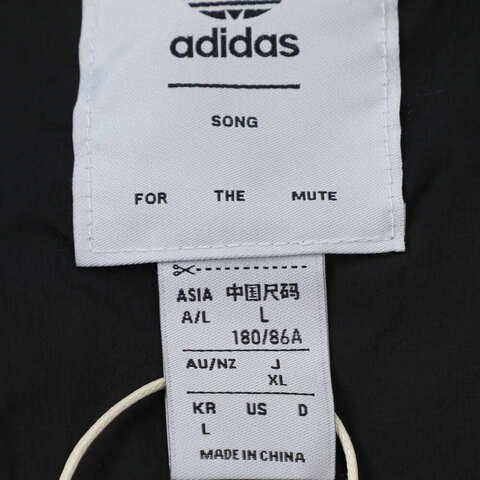 adidas
SONG
FOR THE MUTE
ASIA 中国尺码
A/L L
180/86A
AU/NZ J
XL
KR US D
L
MADE IN CHINA